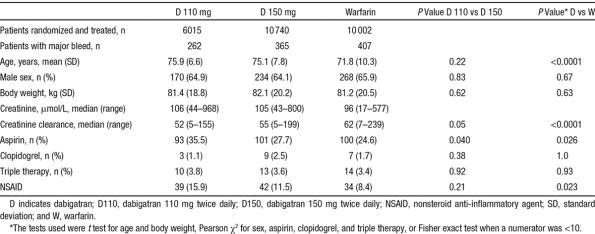 D 110 mg D 150 mg Warfarin P Value D 110 vs D 150 P Value* D vs W
Patients randomized and treated, n 6015 10 740 10 002
Patients with major bleed, n 262 365 407
Age, years, mean (SD) 75.9 (6.6) 75.1 (7.8) 71.8 (10.3) 0.22 <0.0001
Male sex, n (%) 170 (64.9) 234 (64.1) 268 (65.9) 0.83 0.67
Body weight, kg (SD) 81.4 (18.8) 82.1 (20.2) 81.2 (20.5) 0.62 0.63
Creatinine, μmol/L, median (range) 106 (44–968) 105 (43–800) 96 (17–577)
Creatinine clearance, median (range) 52 (5–155) 55 (5–199) 62 (7–239) 0.05 <0.0001
Aspirin, n (%) 93 (35.5) 101 (27.7) 100 (24.6) 0.040 0.026
Clopidogrel, n (%) 3 (1.1) 9 (2.5) 7 (1.7) 0.38 1.0
Triple therapy, n (%) 10 (3.8) 13 (3.6) 14 (3.4) 0.92 0.93
NSAID 39 (15.9) 42 (11.5) 34 (8.4) 0.21 0.023
D indicates dabigatran; D110, dabigatran 110 mg twice daily; D150, dabigatran 150 mg twice daily; NSAID, nonsteroid anti-inflammatory agent; SD, standard
deviation; and W, warfarin.
*The tests used were t test for age and body weight, Pearson χ2 for sex, aspirin, clopidogrel, and triple therapy, or Fisher exact test when a numerator was <10.